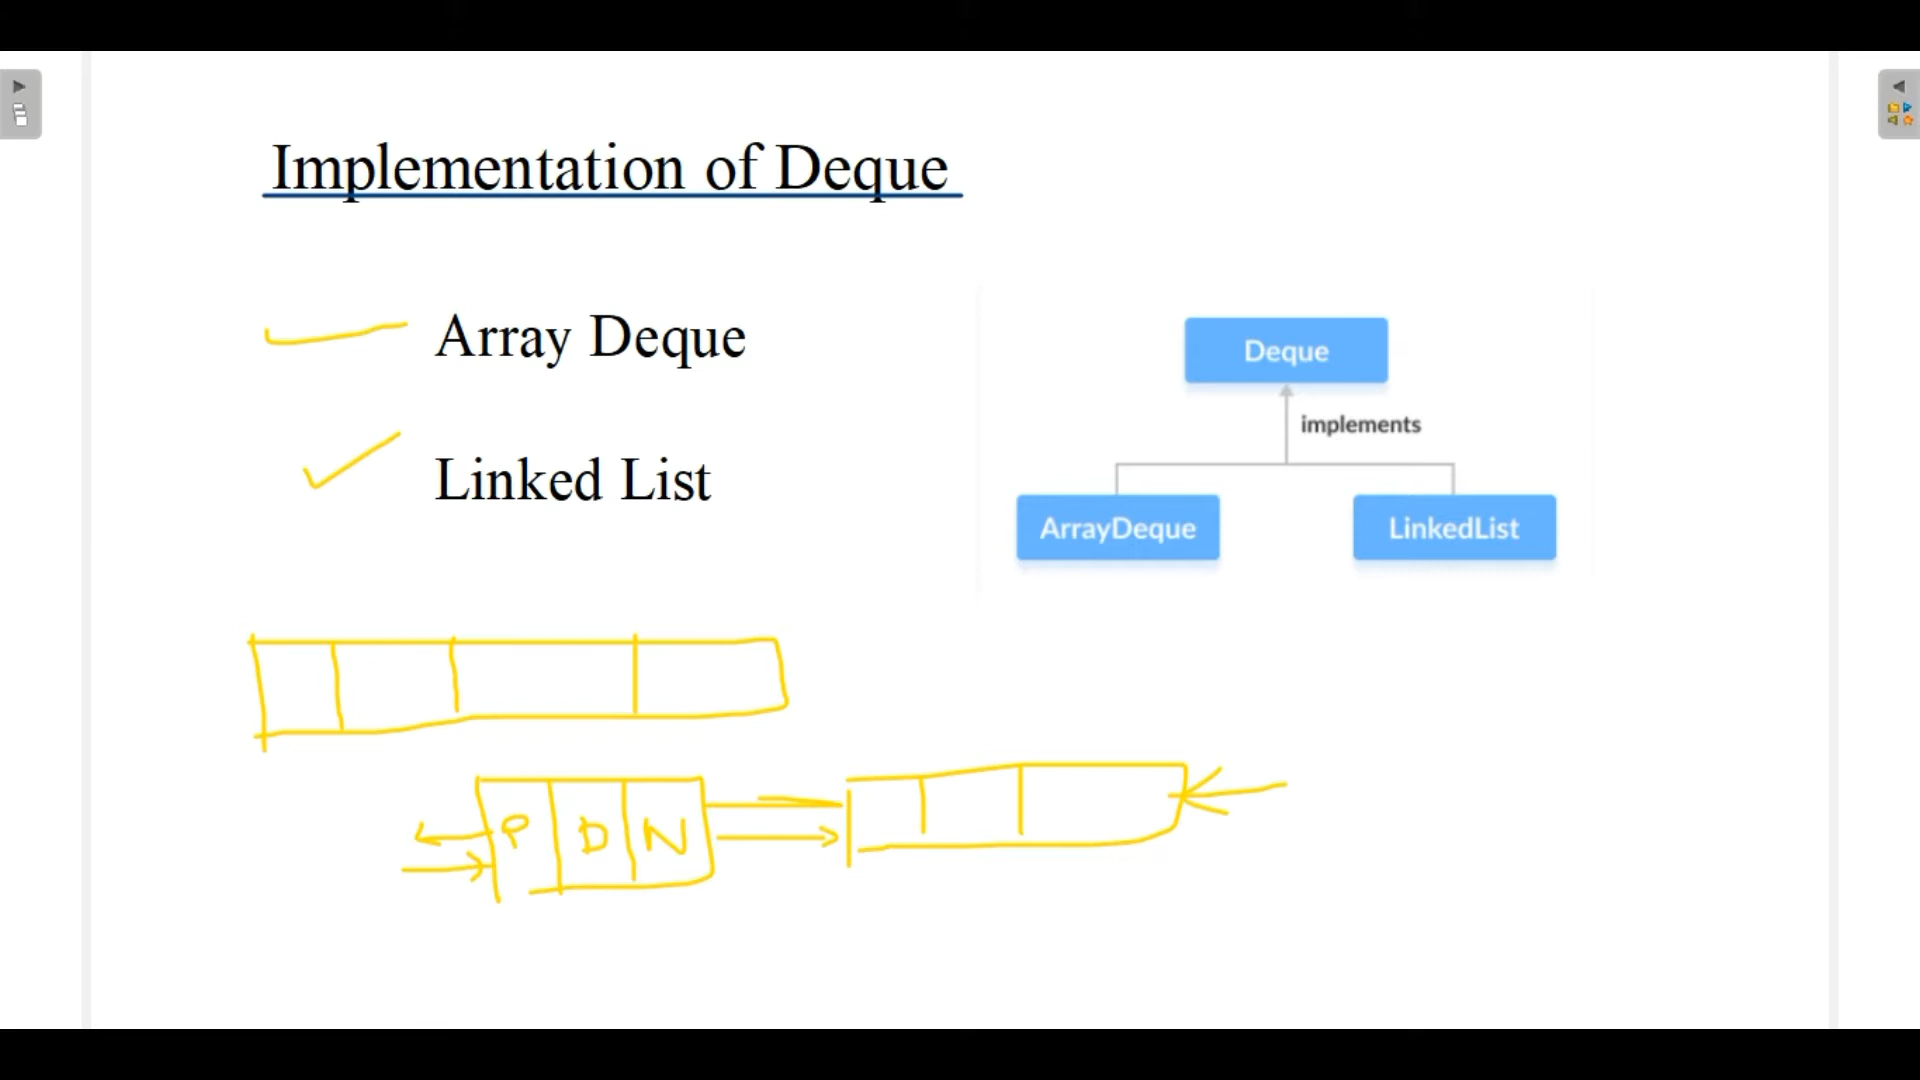 Implementation of Deque
Array Deque
Linked List
Deque
implements
ArrayDeque
LinkedList
P D N